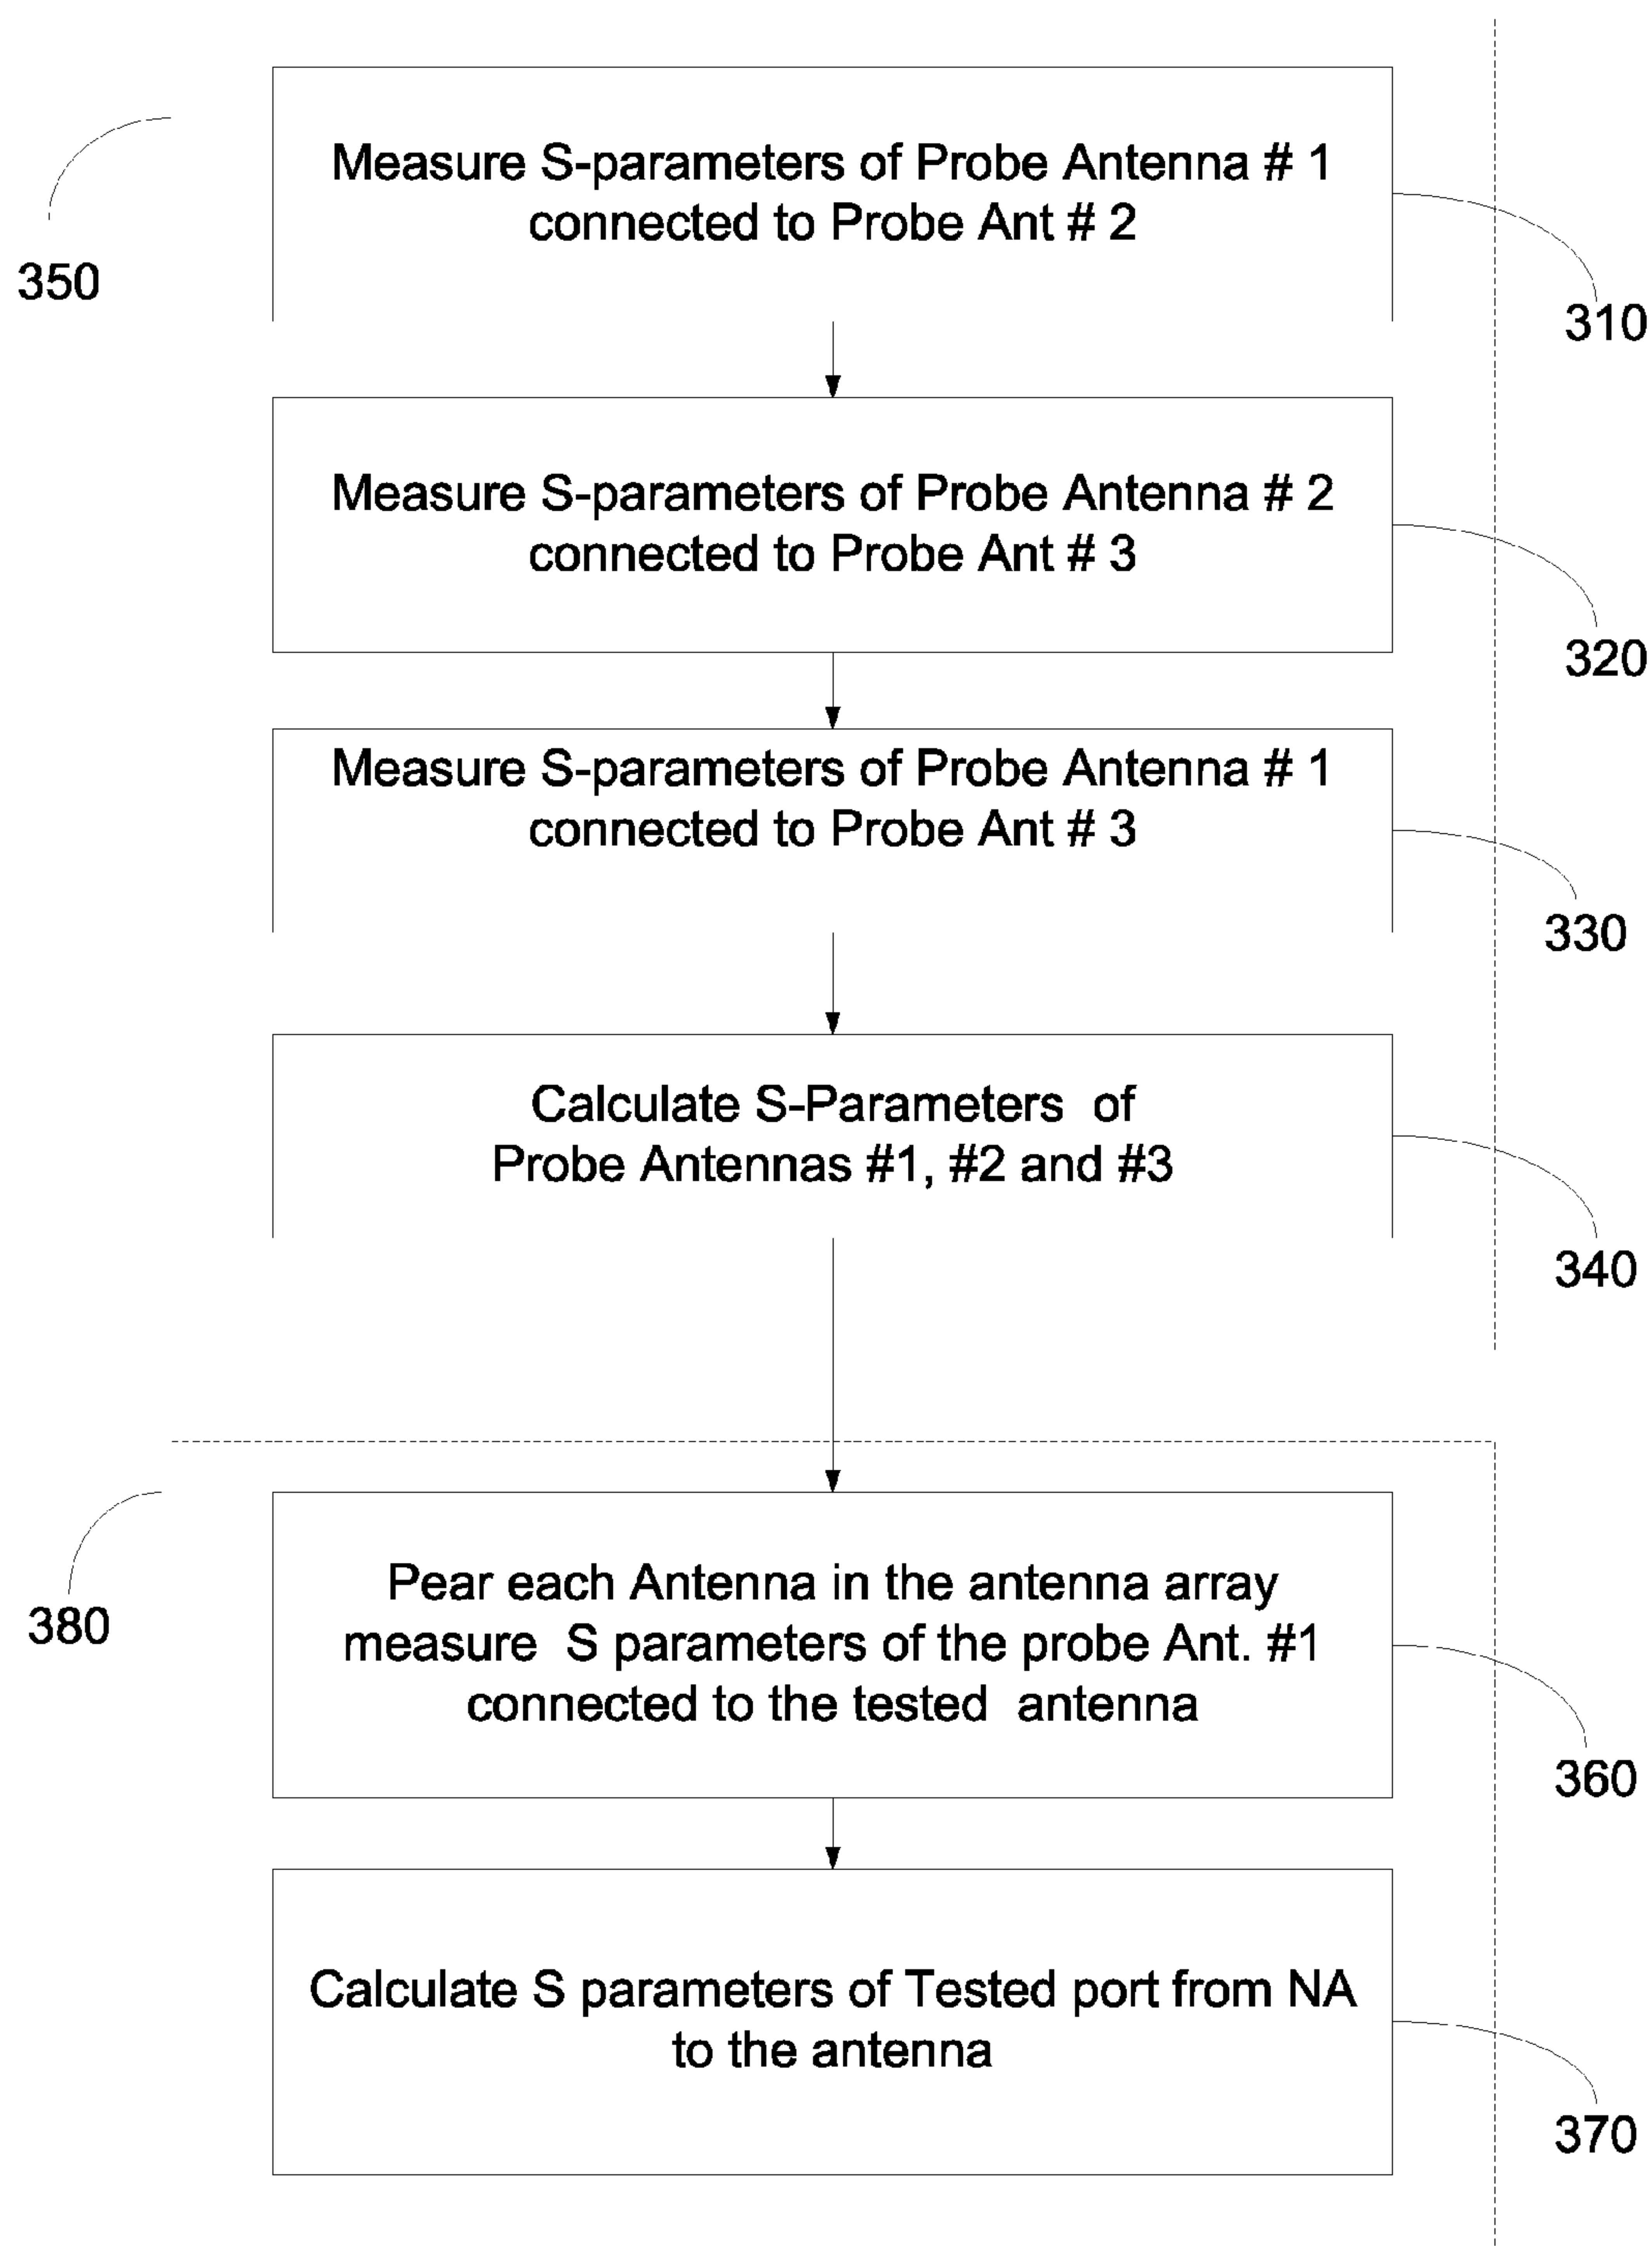 Measure S-parameters of Probe Antenna # 1
connected to Probe Ant # 2
350
310
Measure S-parameters of Probe Antenna # 2
connected to Probe Ant # 3
320
Measure S-parameters of Probe Antenna # 1
connected to Probe Ant # 3
330
Calculate S-Parameters of
Probe Antennas #1, #2 and #3
340
Pear each Antenna in the antenna array
measure S parameters of the probe Ant. #1
connected to the tested antenna
380
360
Calculate S parameters of Tested port from NA
to the antenna
370